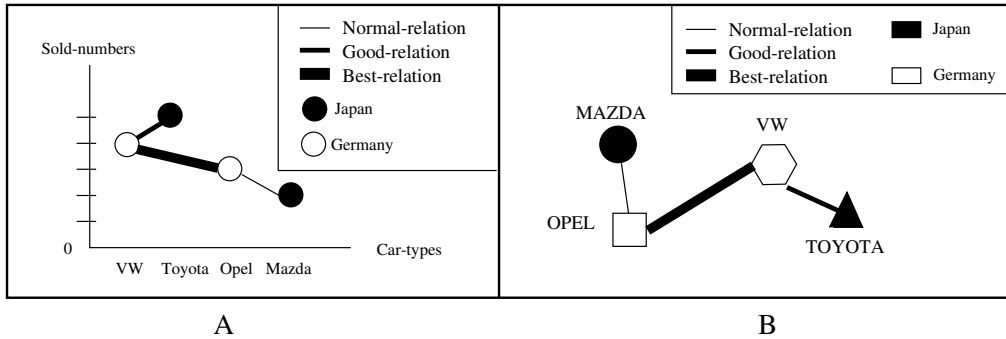 Sold-numbers
Normal-relation
Good-relation
Best-relation
Japan
Germany
0
Car-types
VW Toyota Opel Mazda
A
Normal-relation
Good-relation
Best-relation
Japan
Germany
MAZDA
VW
OPEL
TOYOTA
B